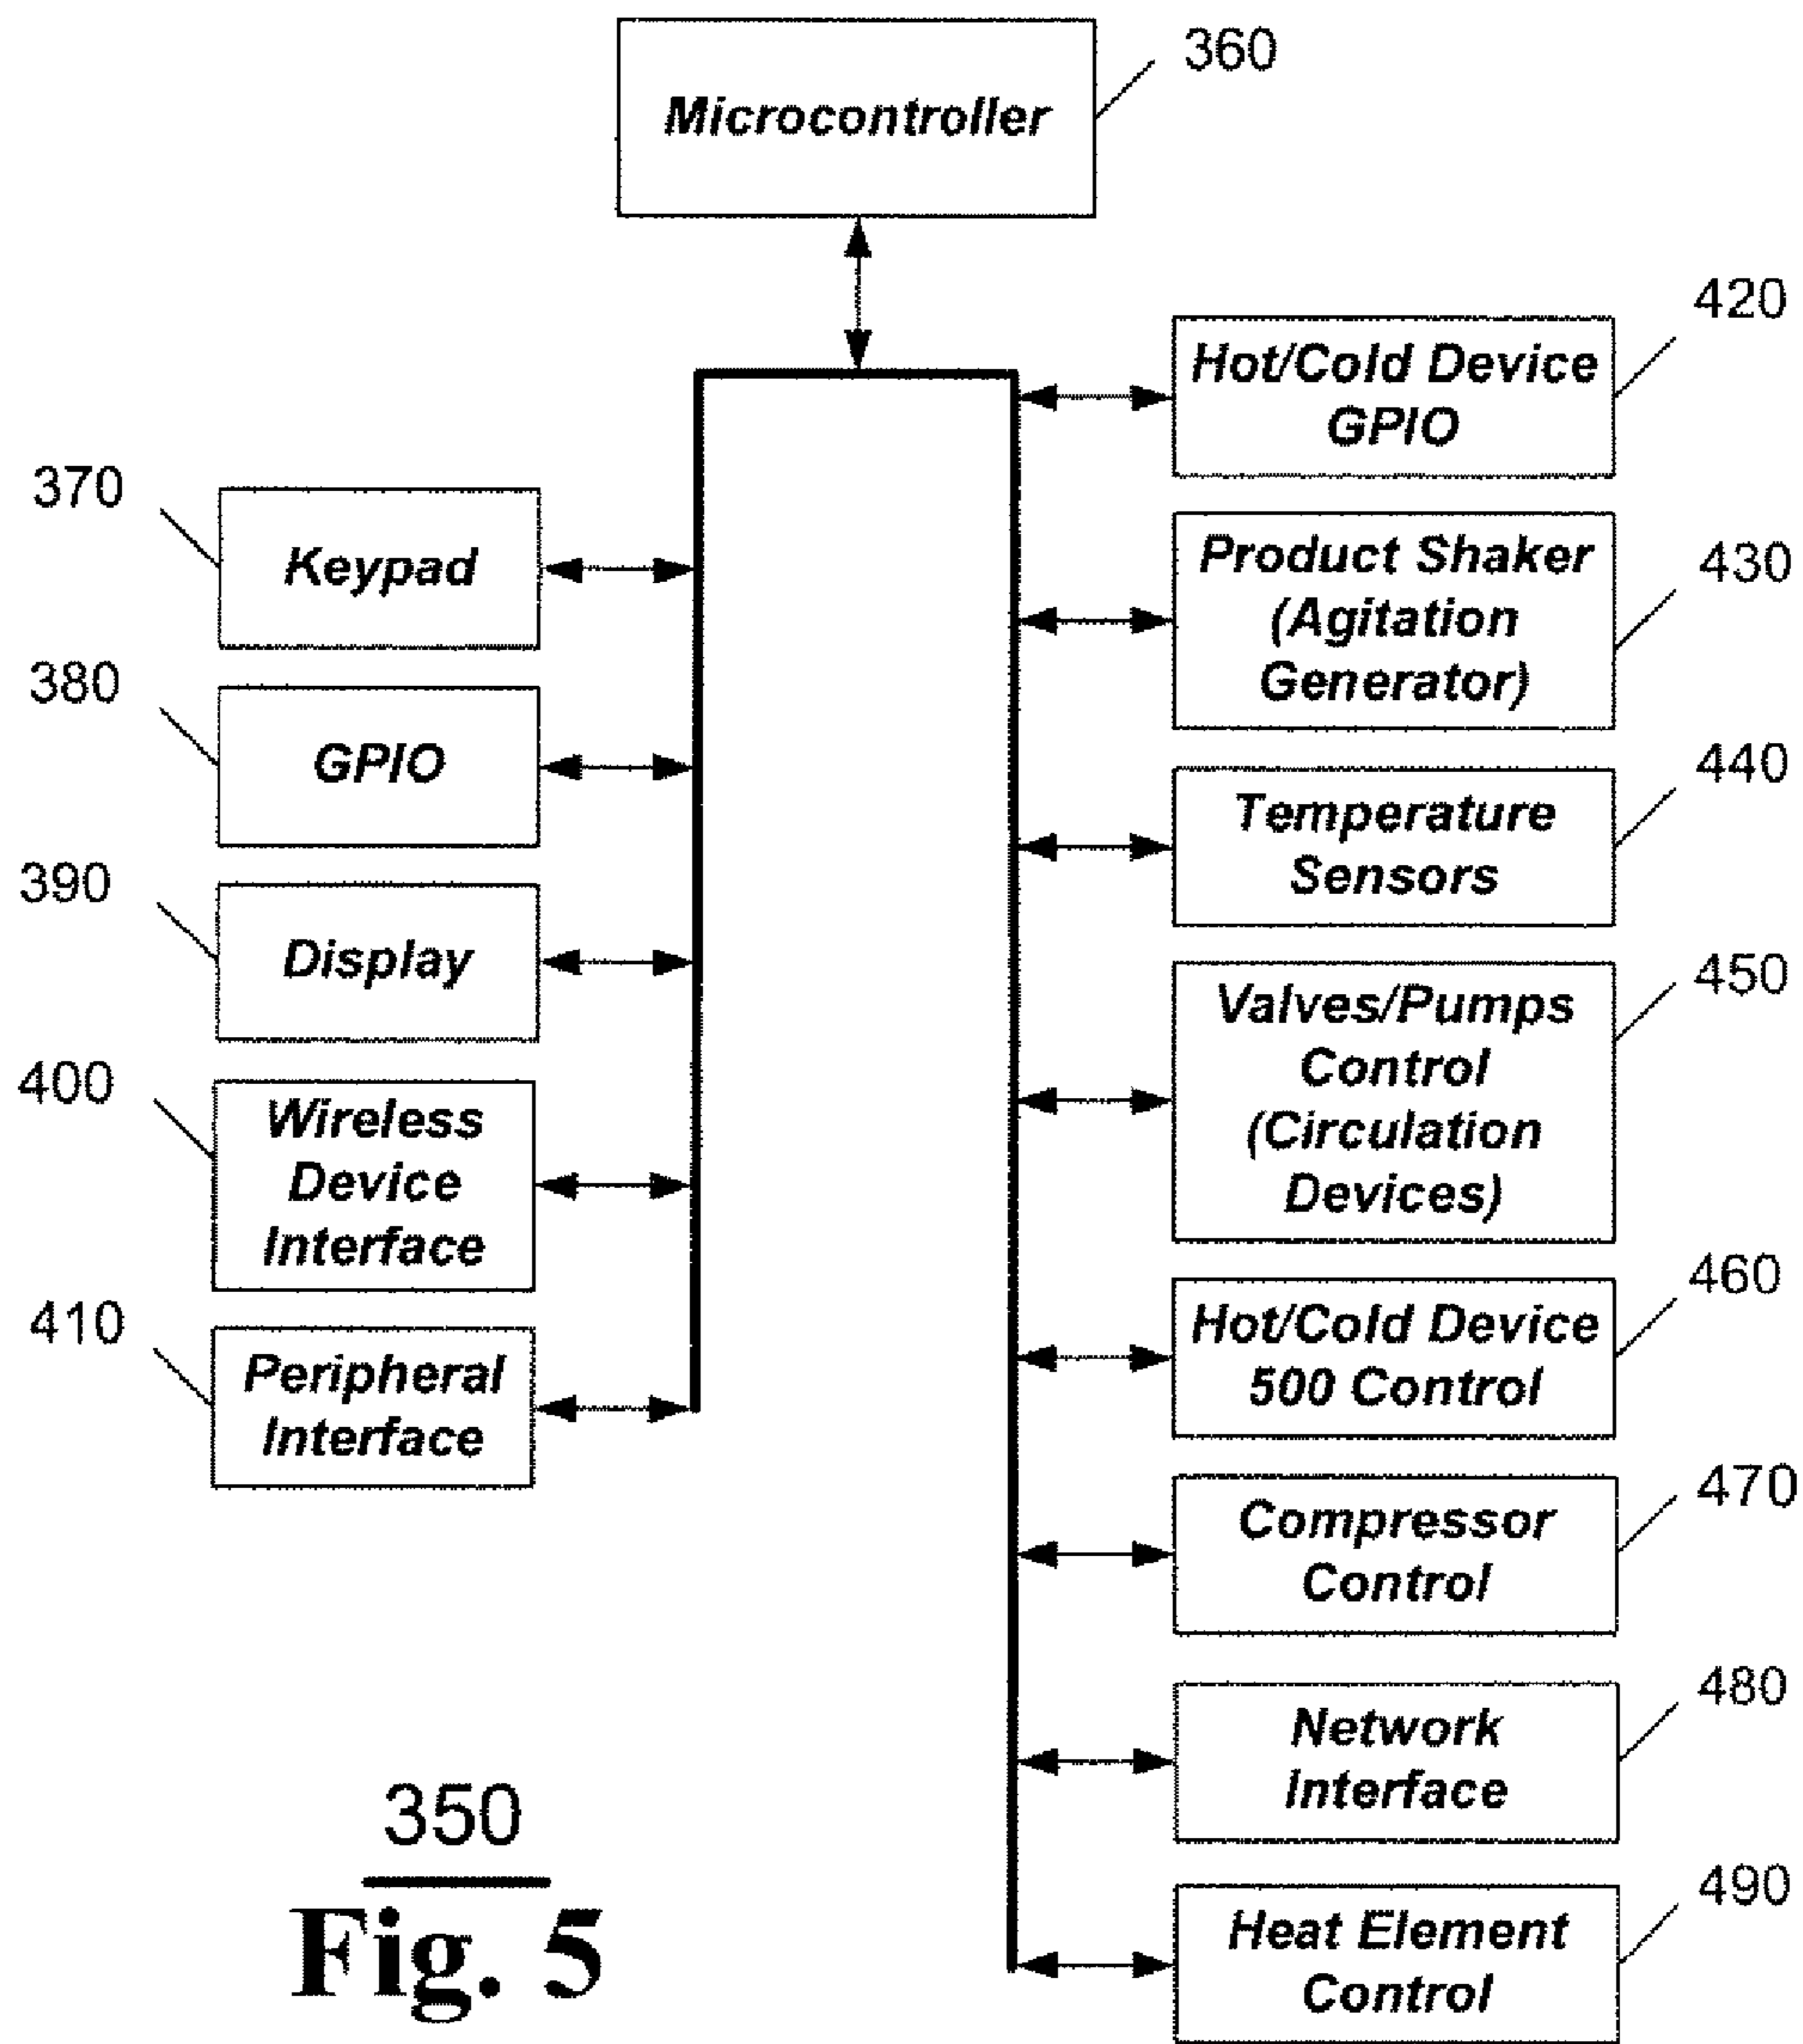 Microcontroller
360
370
Keypad
380
GPIO
390
Display
400
Wireless
Device
Interface
410
Peripheral
Interface
420
Hot/Cold Device
GPIO
430
Product Shaker
(Agitation
Generator)
440
Temperature
Sensors
450
Valves/Pumps
Control
(Circulation
Devices)
460
Hot/Cold Device
500 Control
470
Compressor
Control
480
Network
Interface
490
Heat Element
Control
350
Fig. 5